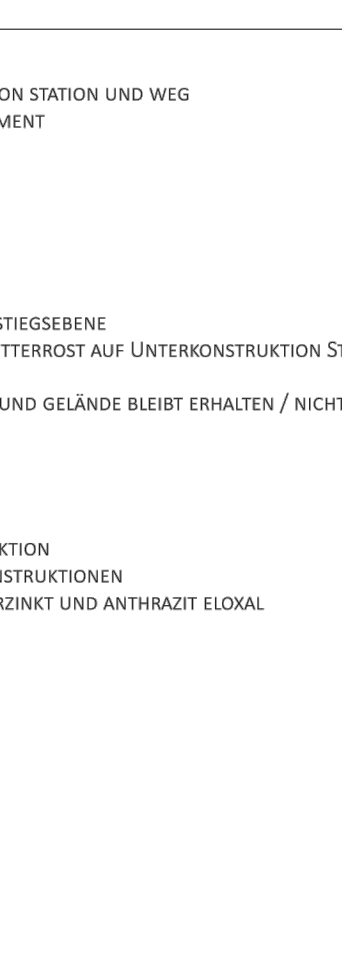 ON STATION UND WEG
MENT
STIEGSEBENE
TTERROST AUF UNTERKONSTRUKTION ST
UND GELÄNDE BLEIBT ERHALTEN / NICHT
KTION
NSTRUKTIONEN
RZINKT UND ANTHRAZIT ELOXAL